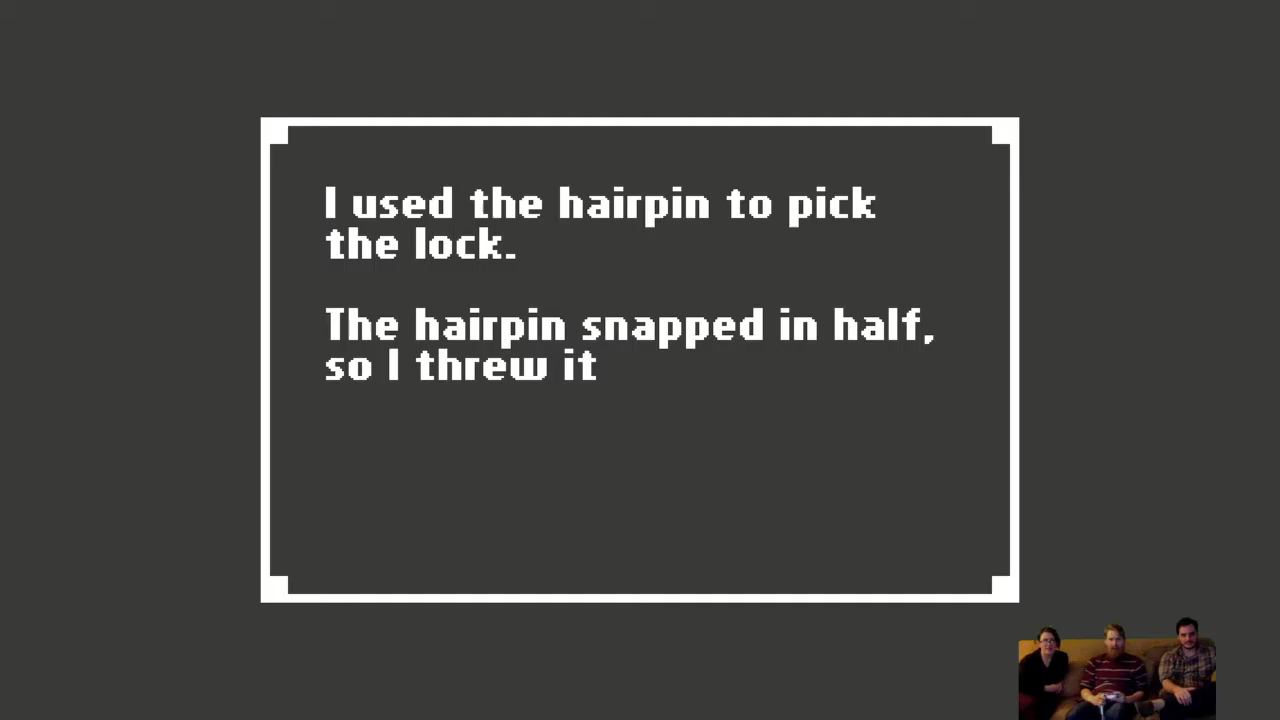 I used the hairpin to pick
the lock.
The hairpin snapped in half,
so I threw it